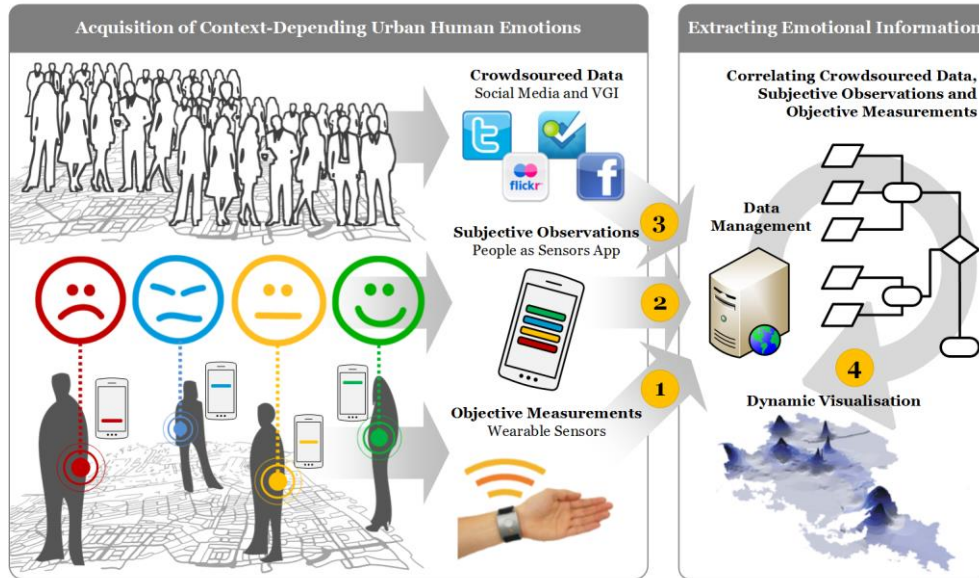 Acquisition of Context-Depending Urban Human Emotions
Crowdsourced Data
Social Media and VGI
t
flickr
f
Subjective Observations
People as Sensors App
Objective Measurements
Wearable Sensors
3
2
1
Extracting Emotional Information
Correlating Crowdsourced Data,
Subjective Observations and
Objective Measurements
Data
Management
4
Dynamic Visualisation